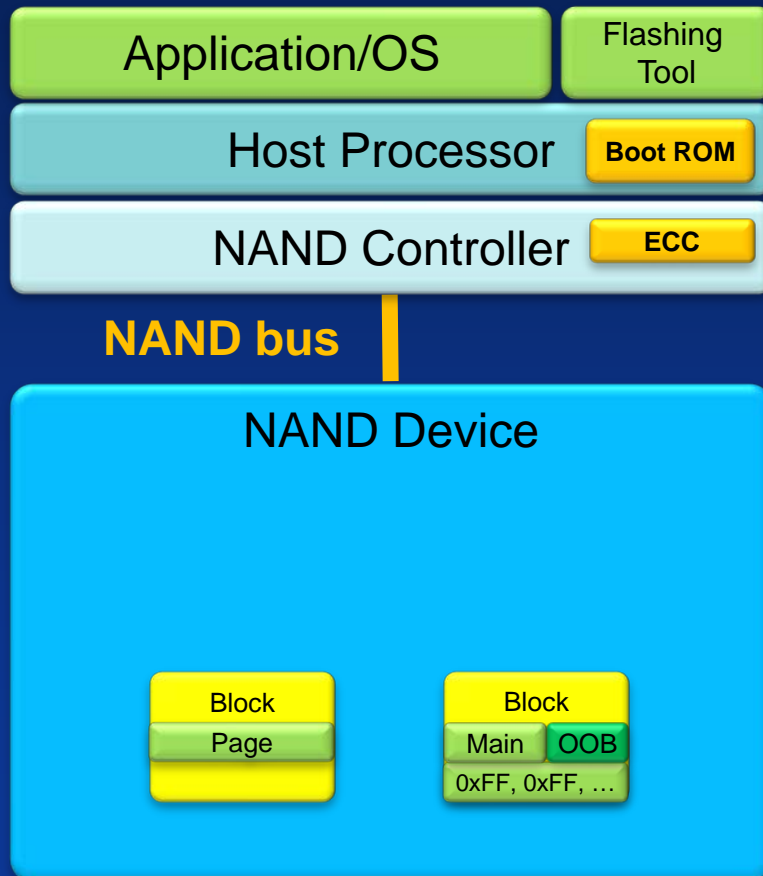 Application/OS
Flashing
Tool
Host Processor
Boot ROM
NAND Controller
ECC
NAND bus
NAND Device
Block
Page
Block
Main
OOB
0xFF, 0xFF, …